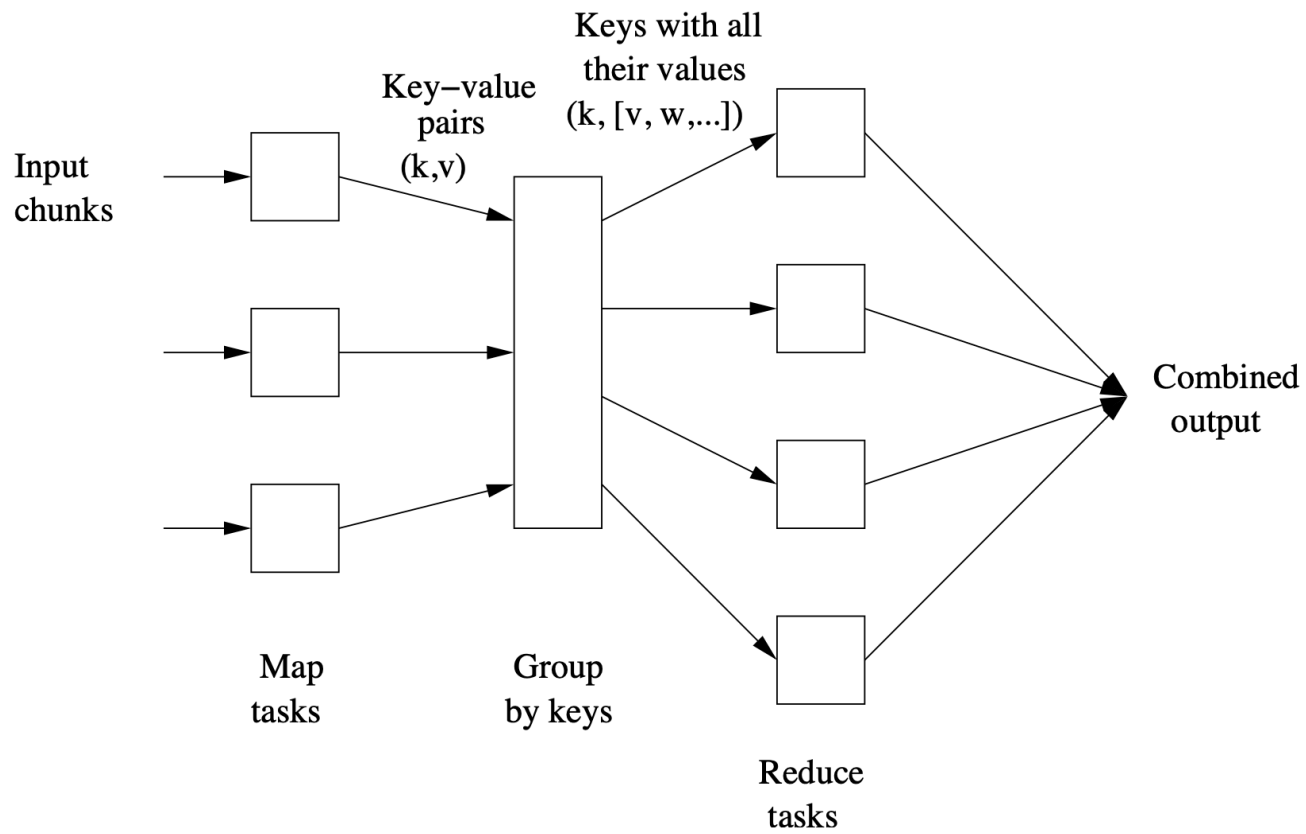 Input
chunks
Key−value
pairs
(k,v)
Keys with all
their values
(k, [v, w,...])
Combined
output
Map
tasks
Group
by keys
Reduce
tasks